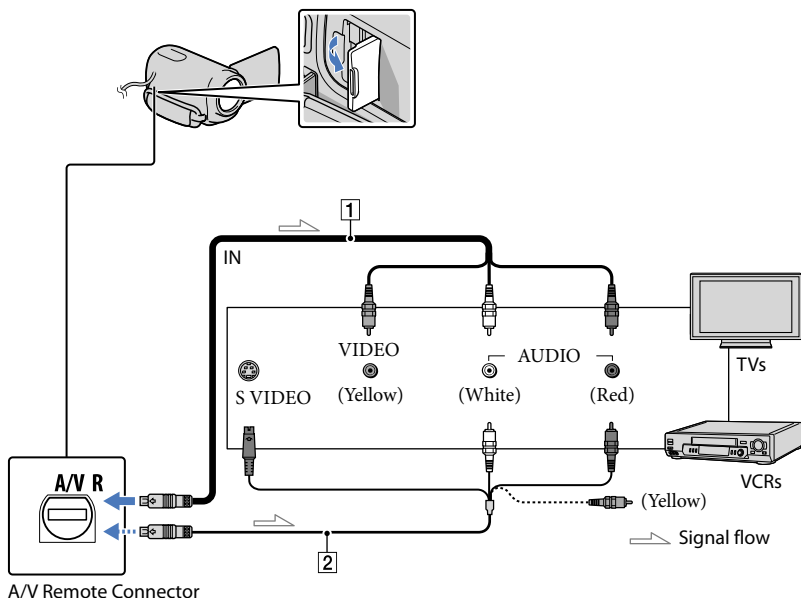 1
IN
VIDEO
AUDIO
TVs
S VIDEO
(Yellow)
(White)
(Red)
VCRs
A/V R
(Yellow)
Signal flow
2
A/V Remote Connector